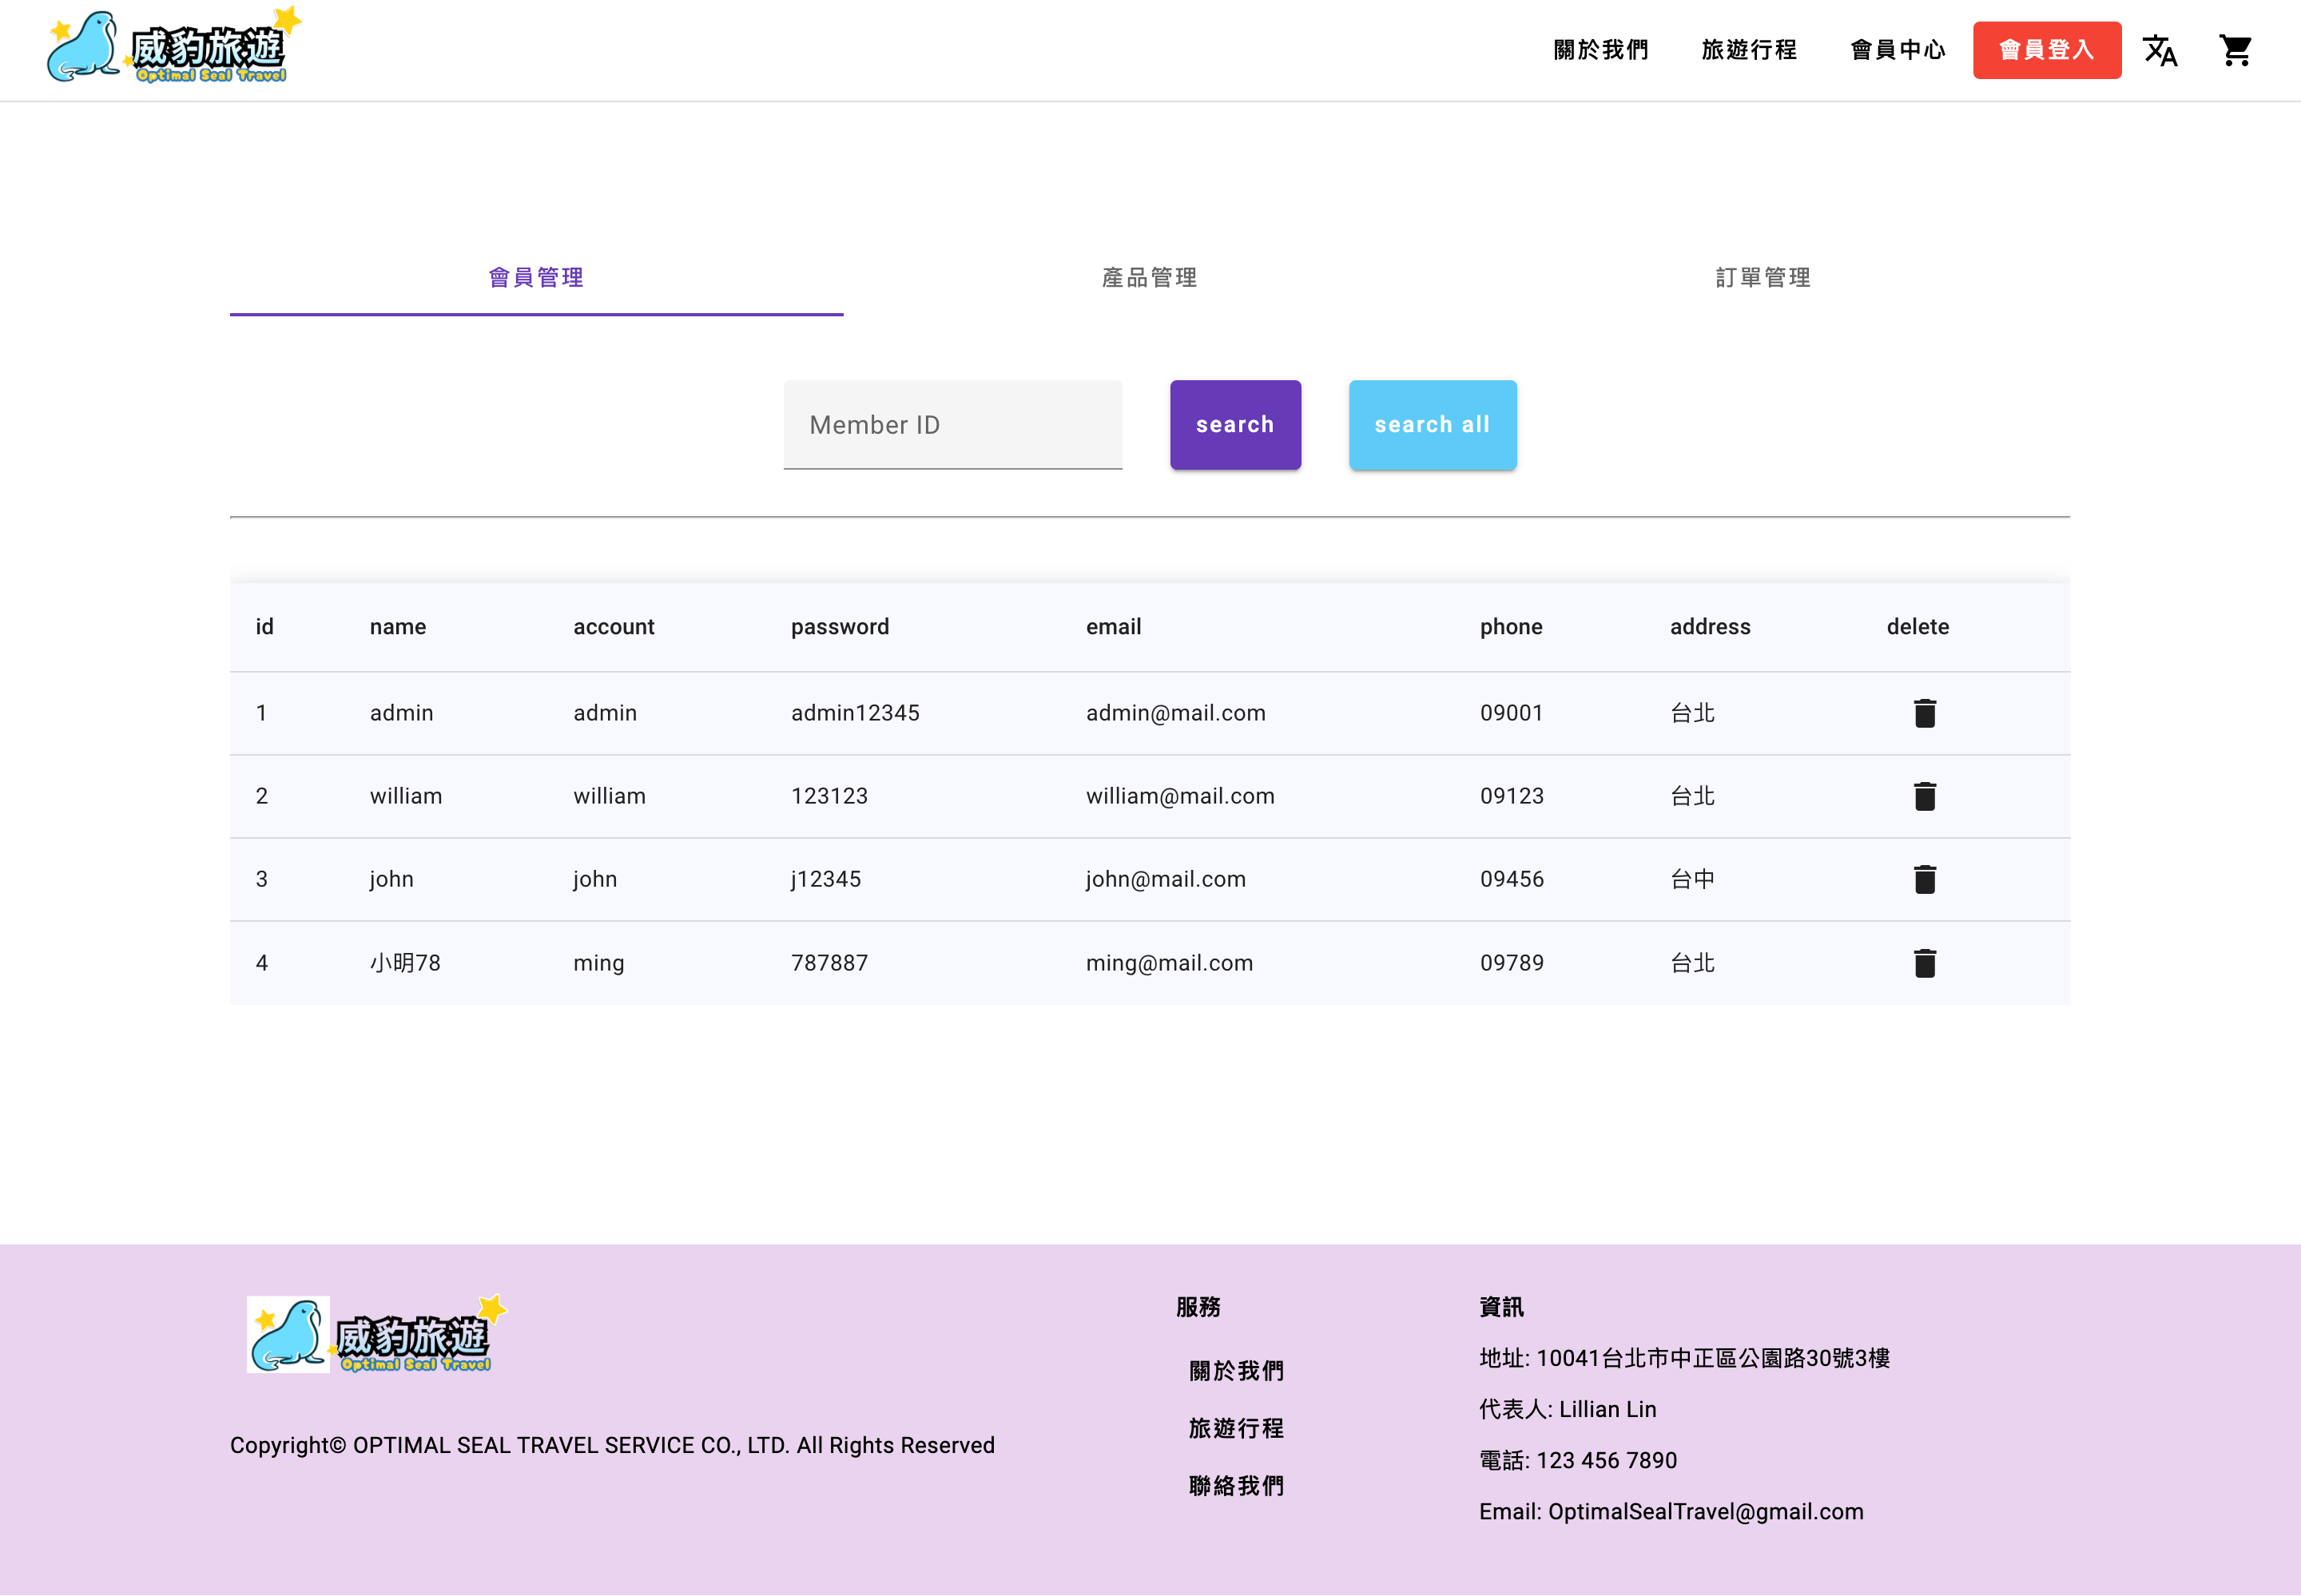 威豹旅遊
Optimal Seal Travel
關於我們 旅遊行程 會員中心 會員登入
會員管理 產品管理 訂單管理
Member ID search search all
id name account password email phone address delete
1 admin admin admin12345 admin@mail.com 09001 台北
2 william william 123123 william@mail.com 09123 台北
3 john john j12345 john@mail.com 09456 台中
4 小明78 ming 787887 ming@mail.com 09789 台北
威豹旅遊
Optimal Seal Travel
Copyright© OPTIMAL SEAL TRAVEL SERVICE CO., LTD. All Rights Reserved
服務
關於我們
旅遊行程
聯絡我們
資訊
地址: 10041台北市中正區公園路30號3樓
代表人: Lillian Lin
電話: 123 456 7890
Email: OptimalSealTravel@gmail.com